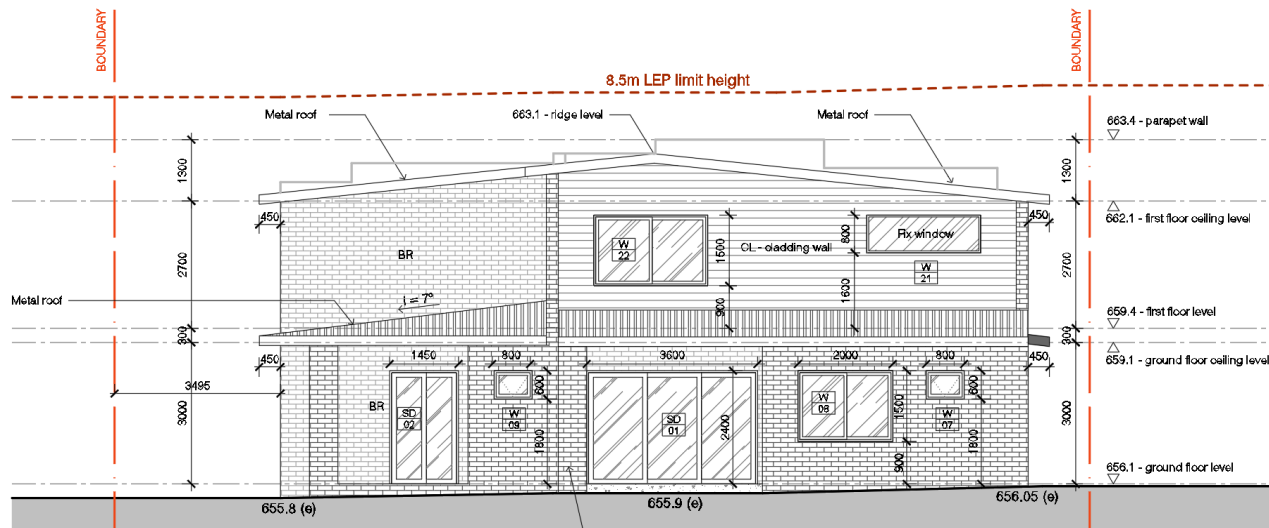 BOUNDARY
BOUNDARY
8.5m LEP limit height
Metal roof
663.1 - ridge level
Metal roof
663.4 - parapet wall
1300
1300
450
450
662.1 - first floor ceiling level
W
22
1500
CL - cladding wall
800
Fix window
BR
W
21
2700
2700
Metal roof
i = 7°
900
1600
659.4 - first floor level
300
300
659.1 - ground floor ceiling level
450
1450
800
3600
2000
800
450
3495
600
600
BR
SD
02
W
09
SD
01
2400
W
08
1500
W
07
3000
3000
1800
900
1800
656.1 - ground floor level
655.8 (e)
655.9 (e)
656.05 (e)